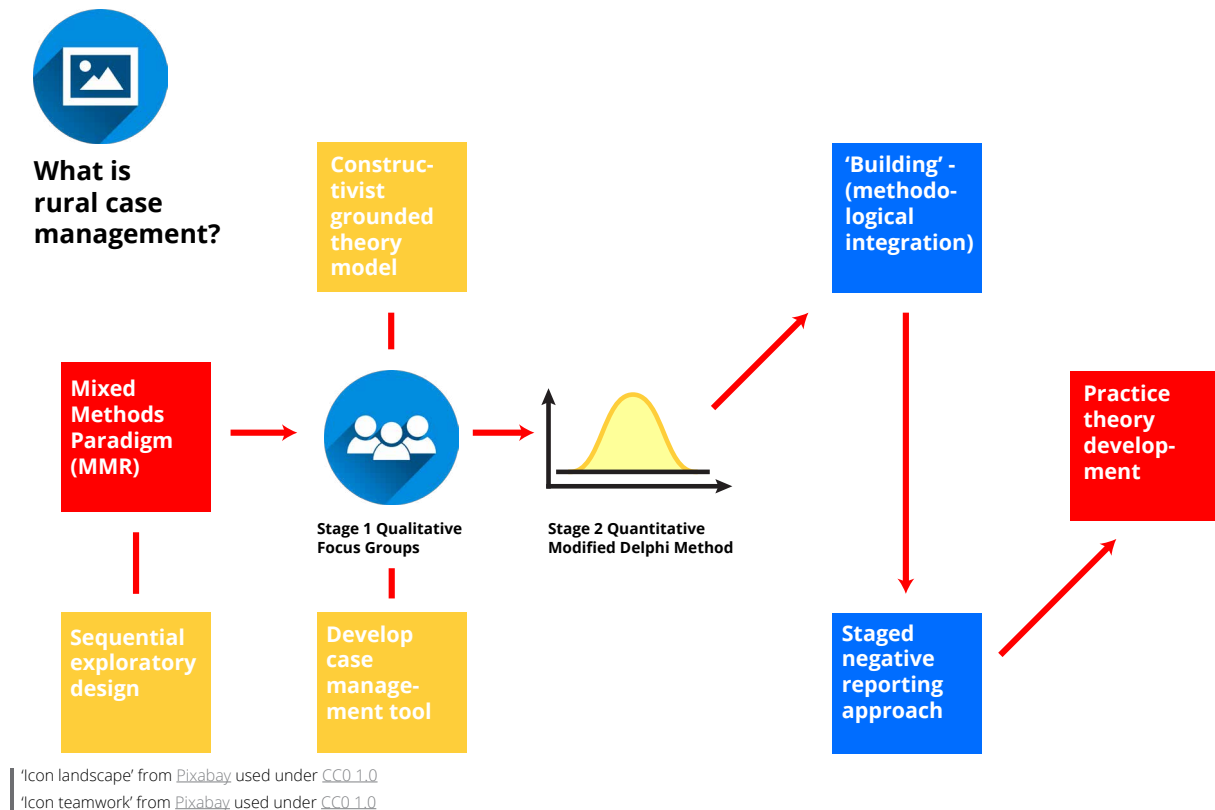 What is
rural case
management?
Construc-
tivist
grounded
theory
model
'Building' -
(methodo-
logical
integration)
Mixed
Methods
Paradigm
(MMR)
Practice
theory
develop-
ment
Stage 1 Qualitative
Focus Groups
Stage 2 Quantitative
Modified Delphi Method
Sequential
exploratory
design
Develop
case
manage-
ment tool
Staged
negative
reporting
approach
‘Icon landscape’ from Pixabay used under CC0 1.0
‘Icon teamwork’ from Pixabay used under CC0 1.0